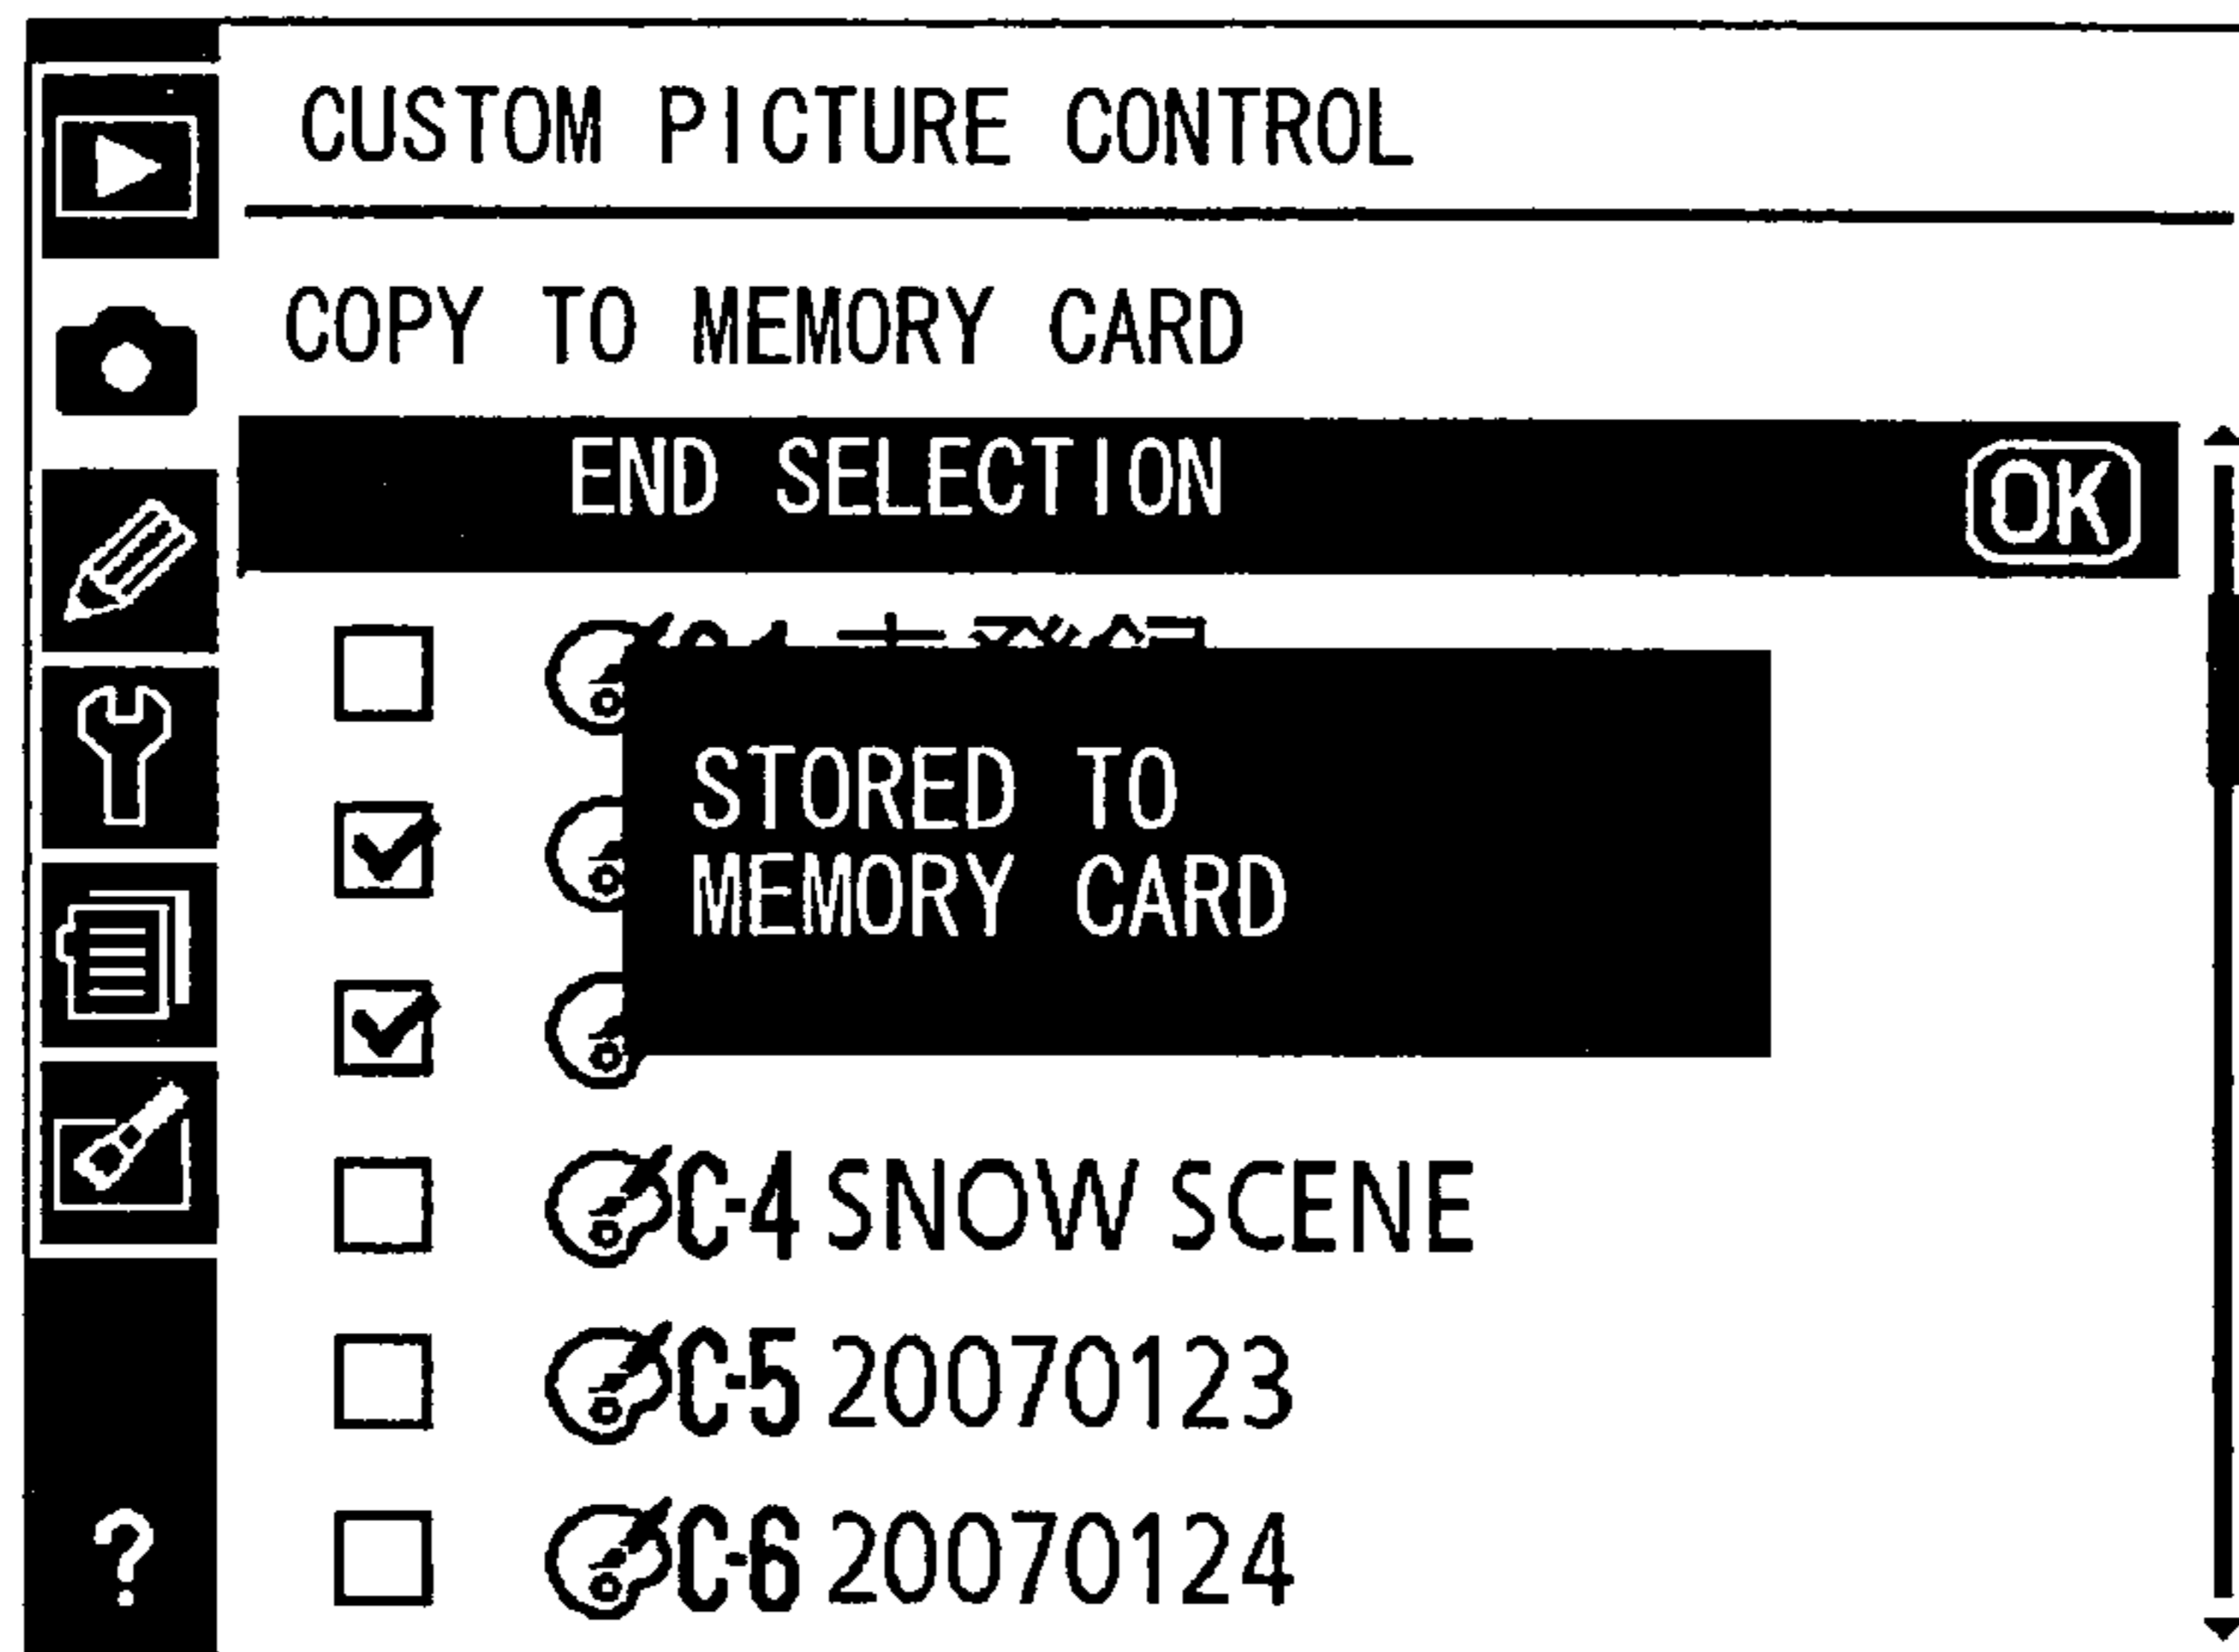 CUSTOM PICTURE CONTROL
COPY TO MEMORY CARD
END SELECTION OK
STORED TO
MEMORY CARD
C-4 SNOW SCENE
C-5 20070123
C-6 20070124
?